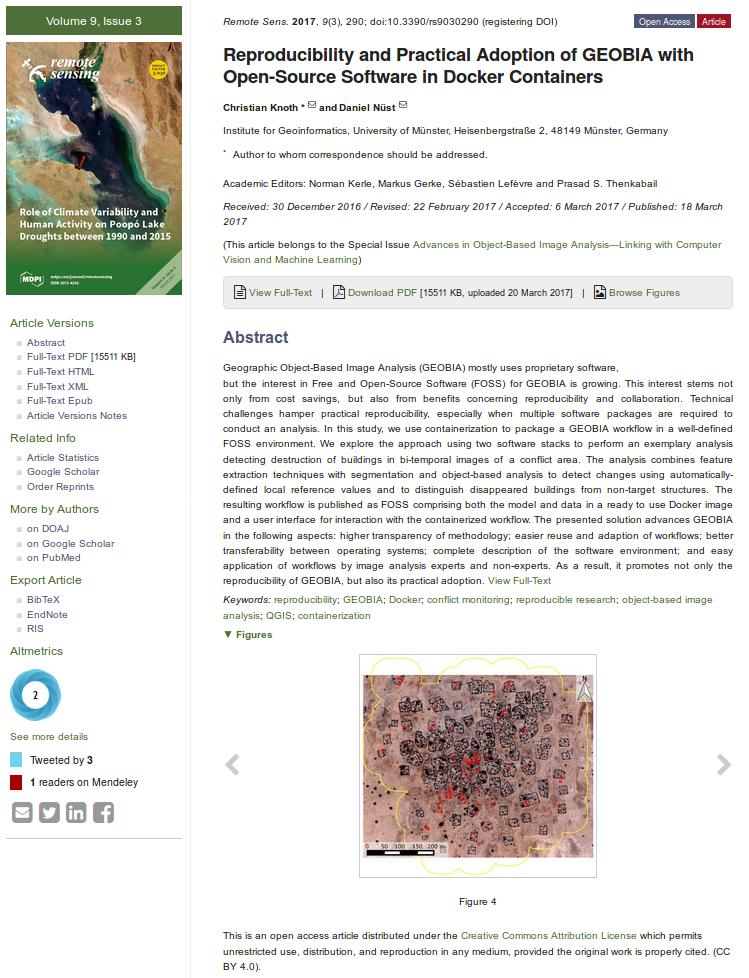 Volume 9, Issue 3
remote
sensing
Role of Climate Variability and
Human Activity on Poopó Lake
Droughts between 1990 and 2015
MDPI
mdpi.com/journal/remotesensing
ISSN 2072-4292
Article Versions
Abstract
Full-Text PDF [15511 KB]
Full-Text HTML
Full-Text XML
Full-Text Epub
Article Versions Notes
Related Info
Article Statistics
Google Scholar
Order Reprints
More by Authors
on DOAJ
on Google Scholar
on PubMed
Export Article
BibTeX
EndNote
RIS
Altmetrics
2
See more details
Tweeted by 3
1 readers on Mendeley
Remote Sens. 2017, 9(3), 290; doi:10.3390/rs9030290 (registering DOI)
Open Access Article
Reproducibility and Practical Adoption of GEOBIA with
Open-Source Software in Docker Containers
Christian Knoth * and Daniel Nüst
Institute for Geoinformatics, University of Münster, Heisenbergstraße 2, 48149 Münster, Germany
* Author to whom correspondence should be addressed.
Academic Editors: Norman Kerle, Markus Gerke, Sébastien Lefèvre and Prasad S. Thenkabail
Received: 30 December 2016 / Revised: 22 February 2017 / Accepted: 6 March 2017 / Published: 18 March
2017
(This article belongs to the Special Issue Advances in Object-Based Image Analysis—Linking with Computer
Vision and Machine Learning)
View Full-Text | Download PDF [15511 KB, uploaded 20 March 2017] | Browse Figures
Abstract
Geographic Object-Based Image Analysis (GEOBIA) mostly uses proprietary software,
but the interest in Free and Open-Source Software (FOSS) for GEOBIA is growing. This interest stems not
only from cost savings, but also from benefits concerning reproducibility and collaboration. Technical
challenges hamper practical reproducibility, especially when multiple software packages are required to
conduct an analysis. In this study, we use containerization to package a GEOBIA workflow in a well-defined
FOSS environment. We explore the approach using two software stacks to perform an exemplary analysis
detecting destruction of buildings in bi-temporal images of a conflict area. The analysis combines feature
extraction techniques with segmentation and object-based analysis to detect changes using automatically-
defined local reference values and to distinguish disappeared buildings from non-target structures. The
resulting workflow is published as FOSS comprising both the model and data in a ready to use Docker image
and a user interface for interaction with the containerized workflow. The presented solution advances GEOBIA
in the following aspects: higher transparency of methodology; easier reuse and adaption of workflows; better
transferability between operating systems; complete description of the software environment; and easy
application of workflows by image analysis experts and non-experts. As a result, it promotes not only the
reproducibility of GEOBIA, but also its practical adoption. View Full-Text
Keywords: reproducibility; GEOBIA; Docker; conflict monitoring; reproducible research; object-based image
analysis; QGIS; containerization
▼ Figures
N
0 50 100 150 200 m
Figure 4
This is an open access article distributed under the Creative Commons Attribution License which permits
unrestricted use, distribution, and reproduction in any medium, provided the original work is properly cited. (CC
BY 4.0).